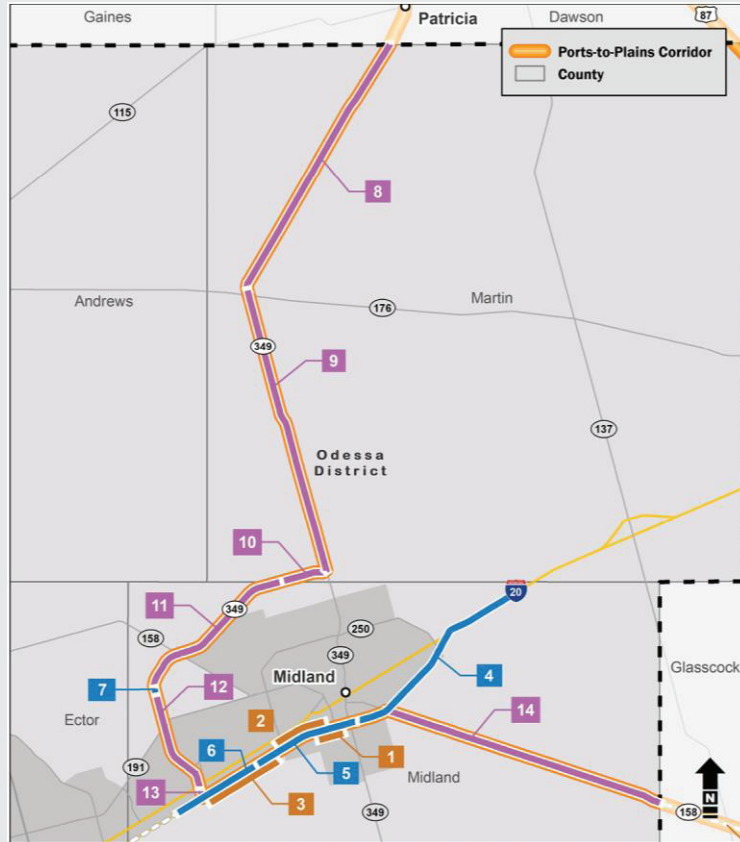 Gaines
Patricia
Dawson
87
Ports-to-Plains Corridor
County
115
8
Andrews
176
Martin
349
9
137
Odessa
District
10
11
349
158
250
349
20
Midland
4
Glasscock
7
12
Ector
2
14
6
1
191
5
Midland
13
3
349
158
N